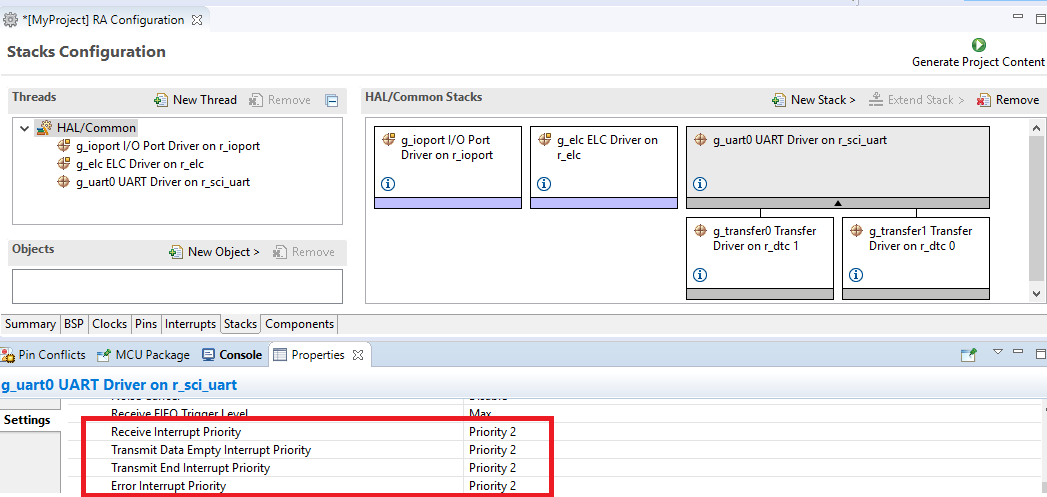 *[MyProject] RA Configuration
Stacks Configuration
Generate Project Content
Threads
New Thread
Remove
HAL/Common
g_ioport I/O Port Driver on r_ioport
g_elc ELC Driver on r_elc
g_uart0 UART Driver on r_sci_uart
Objects
New Object >
Remove
HAL/Common Stacks
New Stack >
Extend Stack >
Remove
g_ioport I/O Port
Driver on r_ioport
g_elc ELC Driver on
r_elc
g_uart0 UART Driver on r_sci_uart
g_transfer0 Transfer
Driver on r_dtc 1
g_transfer1 Transfer
Driver on r_dtc 0
Summary BSP Clocks Pins Interrupts Stacks Components
Pin Conflicts MCU Package Console Properties
g_uart0 UART Driver on r_sci_uart
Settings
Receive FIFO Trigger Level Max
Receive Interrupt Priority Priority 2
Transmit Data Empty Interrupt Priority Priority 2
Transmit End Interrupt Priority Priority 2
Error Interrupt Priority Priority 2